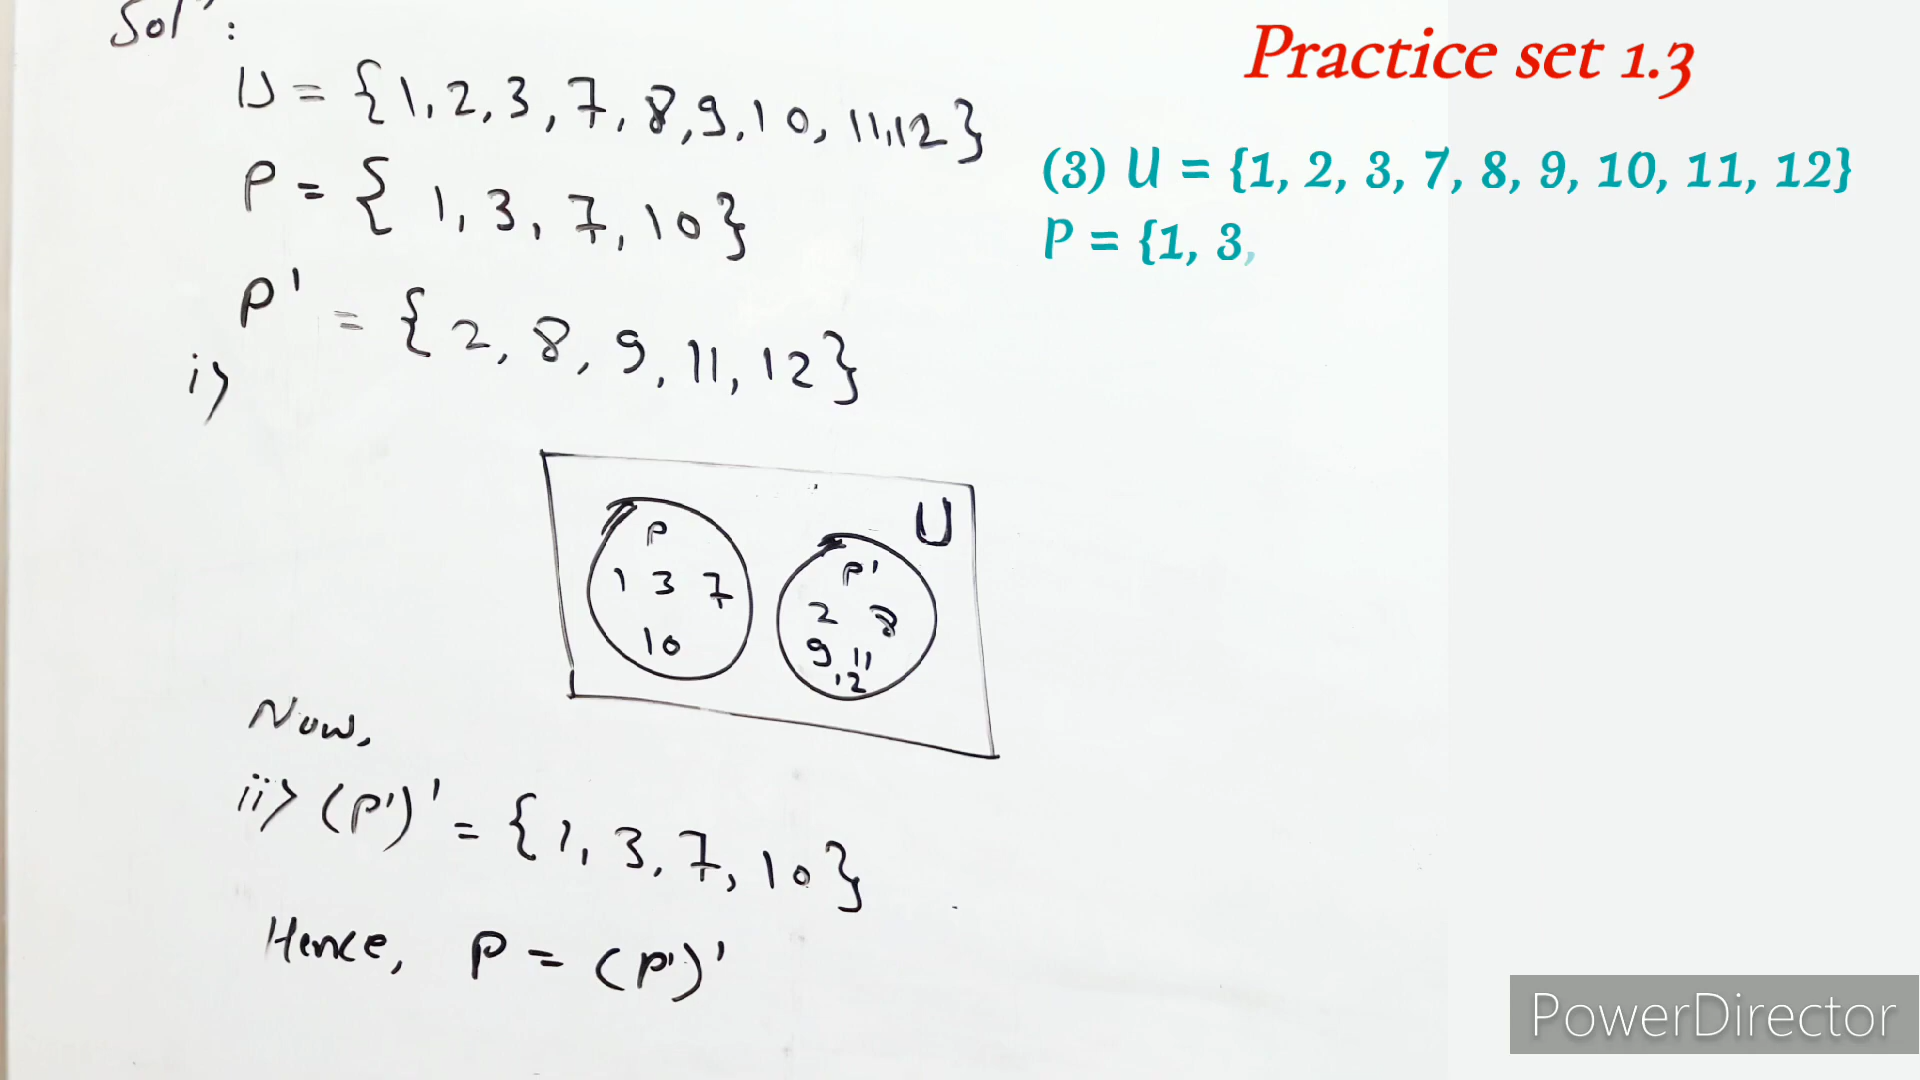 Solⁿ:
U = {1, 2, 3, 7, 8, 9, 10, 11, 12}
P = { 1, 3, 7, 10}
P' = {2, 8, 9, 11, 12}
i>
U
P
P'
1 3 7
2 8
10
9 11
12
Now,
ii> (P')' = {1, 3, 7, 10}
Hence, P = (P')'
Practice set 1.3
(3) U = {1, 2, 3, 7, 8, 9, 10, 11, 12}
P = {1, 3,
PowerDirector